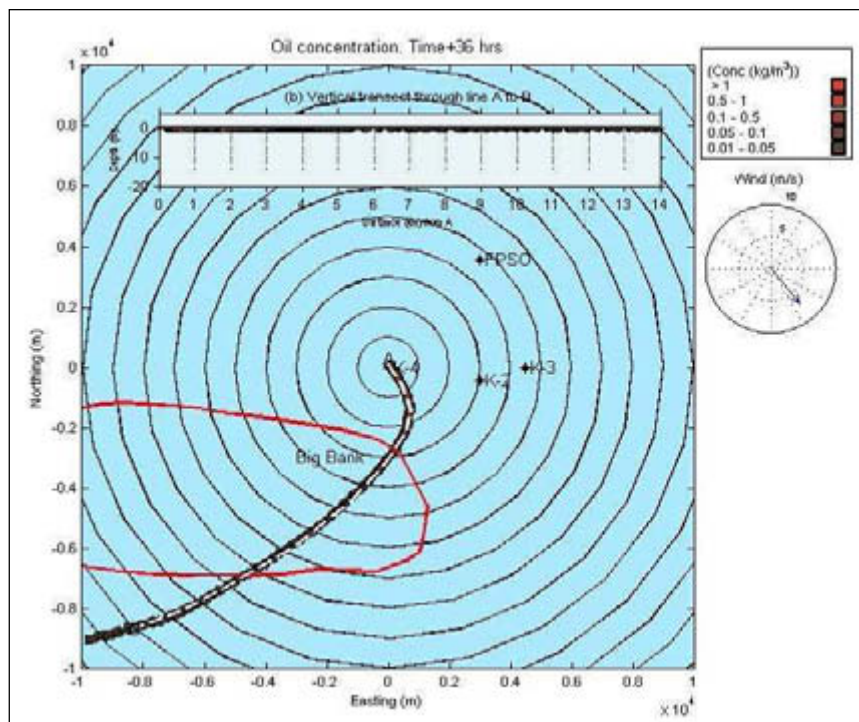 × 10⁴
Oil concentration. Time+36 hrs
(b) Vertical transect through line A to B
Depth (m)
0
-10
-20
0 1 2 3 4 5 6 7 8 9 10 11 12 13 14
(Conc (kg/m³))
> 1
0.5 - 1
0.1 - 0.5
0.05 - 0.1
0.01 - 0.05
Wind (m/s)
10
5
1
0.8
0.6
0.4
0.2
0
-0.2
-0.4
-0.6
-0.8
-1
Northing (m)
FPSO
K-4
K-2
K-3
Big Bank
-1 -0.8 -0.6 -0.4 -0.2 0 0.2 0.4 0.6 0.8 1
Easting (m)
× 10⁴